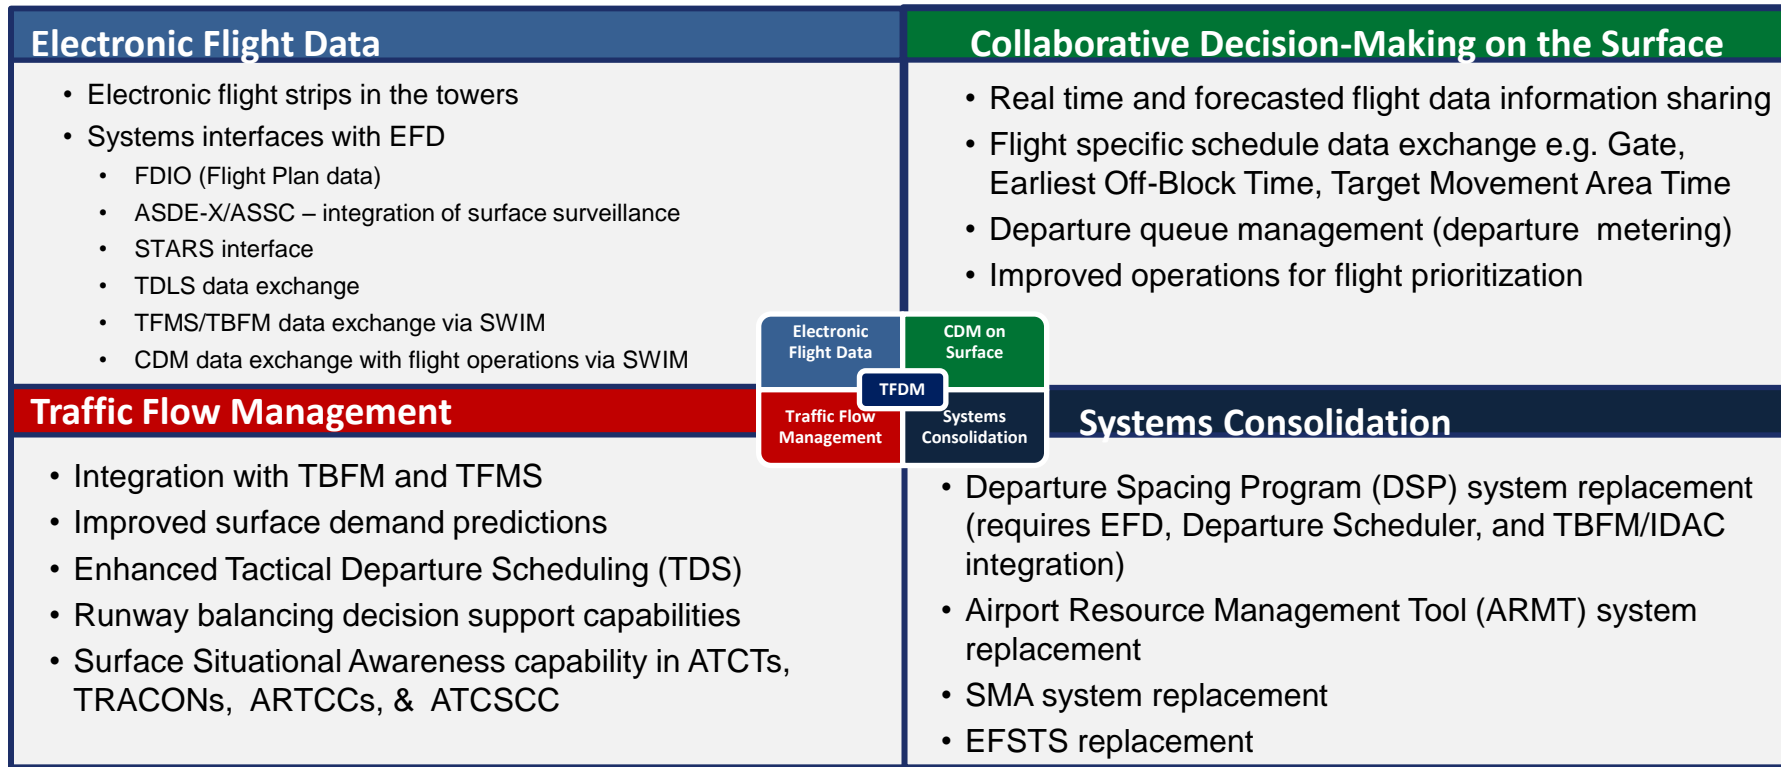 Electronic Flight Data
• Electronic flight strips in the towers
• Systems interfaces with EFD
• FDIO (Flight Plan data)
• ASDE-X/ASSC – integration of surface surveillance
• STARS interface
• TDLS data exchange
• TFMS/TBFM data exchange via SWIM
• CDM data exchange with flight operations via SWIM
Collaborative Decision-Making on the Surface
• Real time and forecasted flight data information sharing
• Flight specific schedule data exchange e.g. Gate,
Earliest Off-Block Time, Target Movement Area Time
• Departure queue management (departure metering)
• Improved operations for flight prioritization
Electronic
Flight Data
CDM on
Surface
TFDM
Traffic Flow
Management
Systems
Consolidation
Traffic Flow Management
• Integration with TBFM and TFMS
• Improved surface demand predictions
• Enhanced Tactical Departure Scheduling (TDS)
• Runway balancing decision support capabilities
• Surface Situational Awareness capability in ATCTs,
TRACONs, ARTCCs, & ATCSCC
Systems Consolidation
• Departure Spacing Program (DSP) system replacement
(requires EFD, Departure Scheduler, and TBFM/IDAC
integration)
• Airport Resource Management Tool (ARMT) system
replacement
• SMA system replacement
• EFSTS replacement